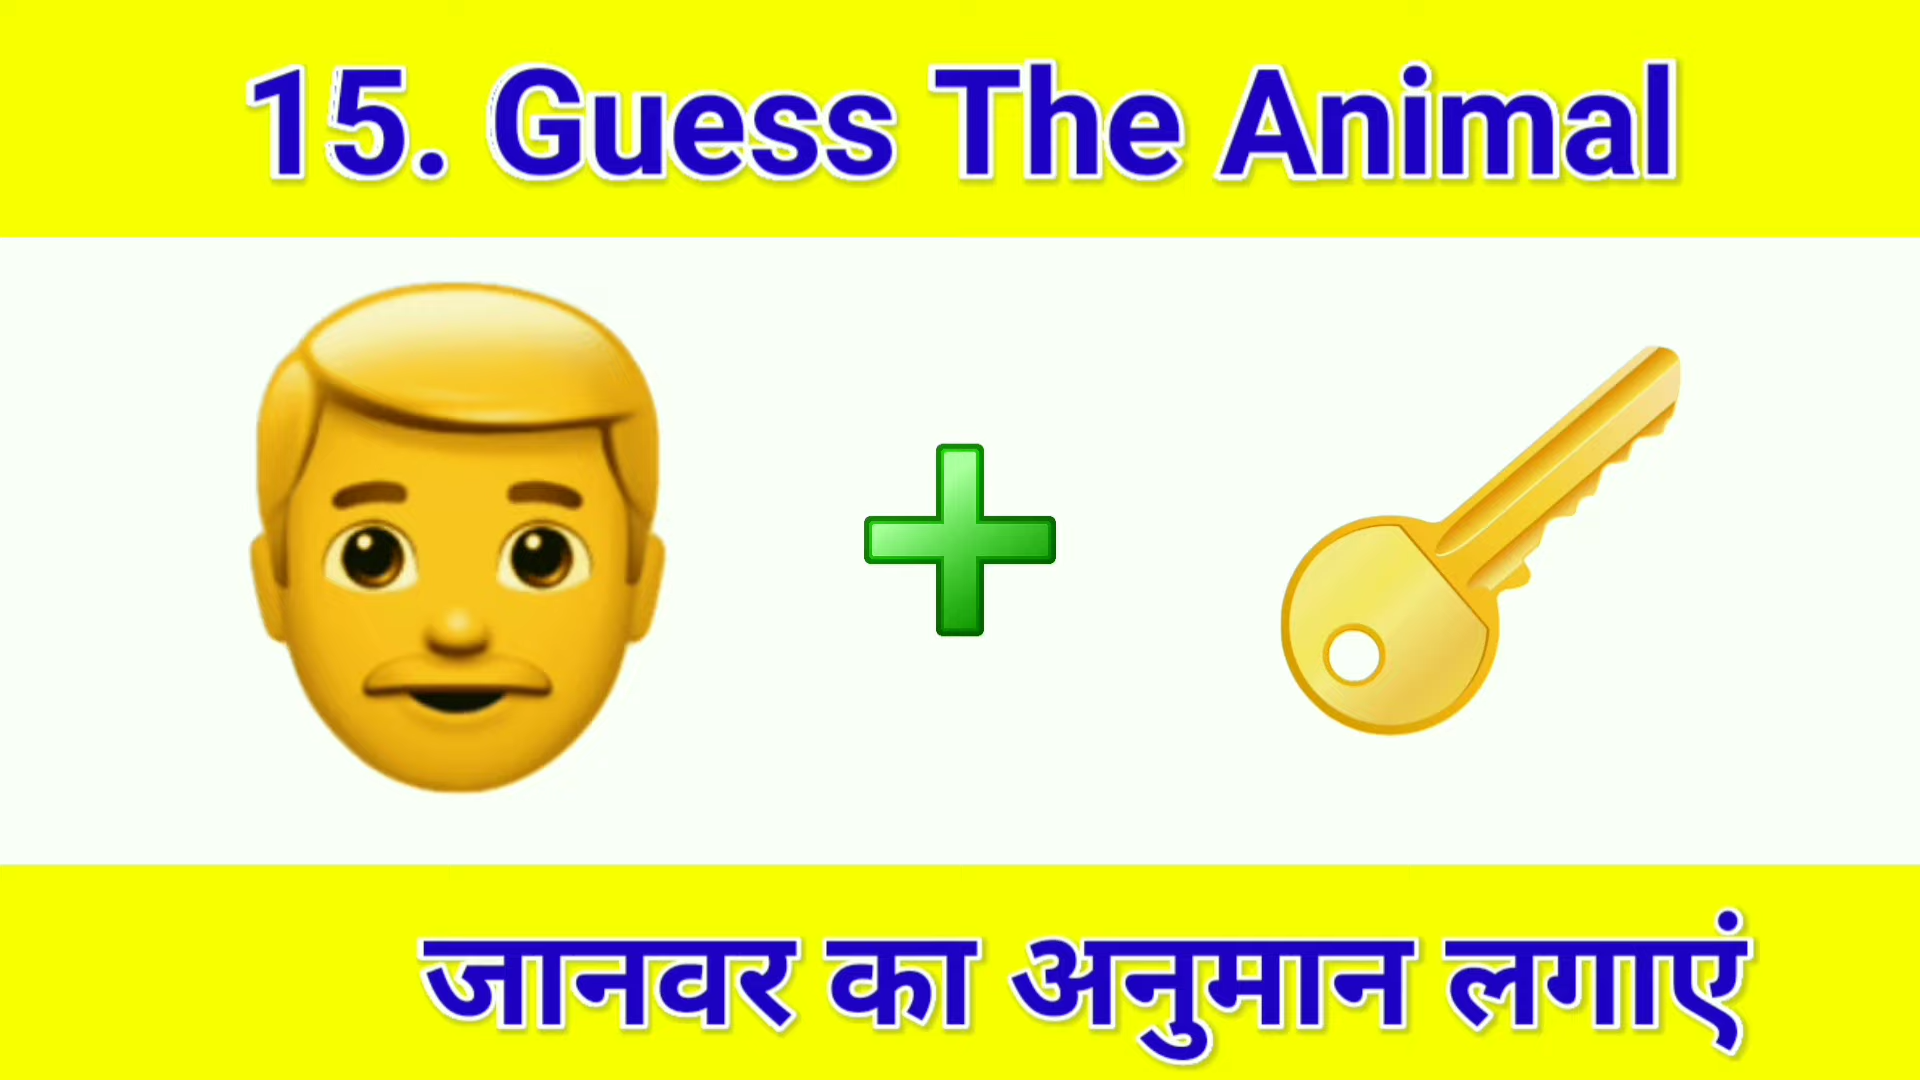 15. Guess The Animal
जानवर का अनुमान लगाएं